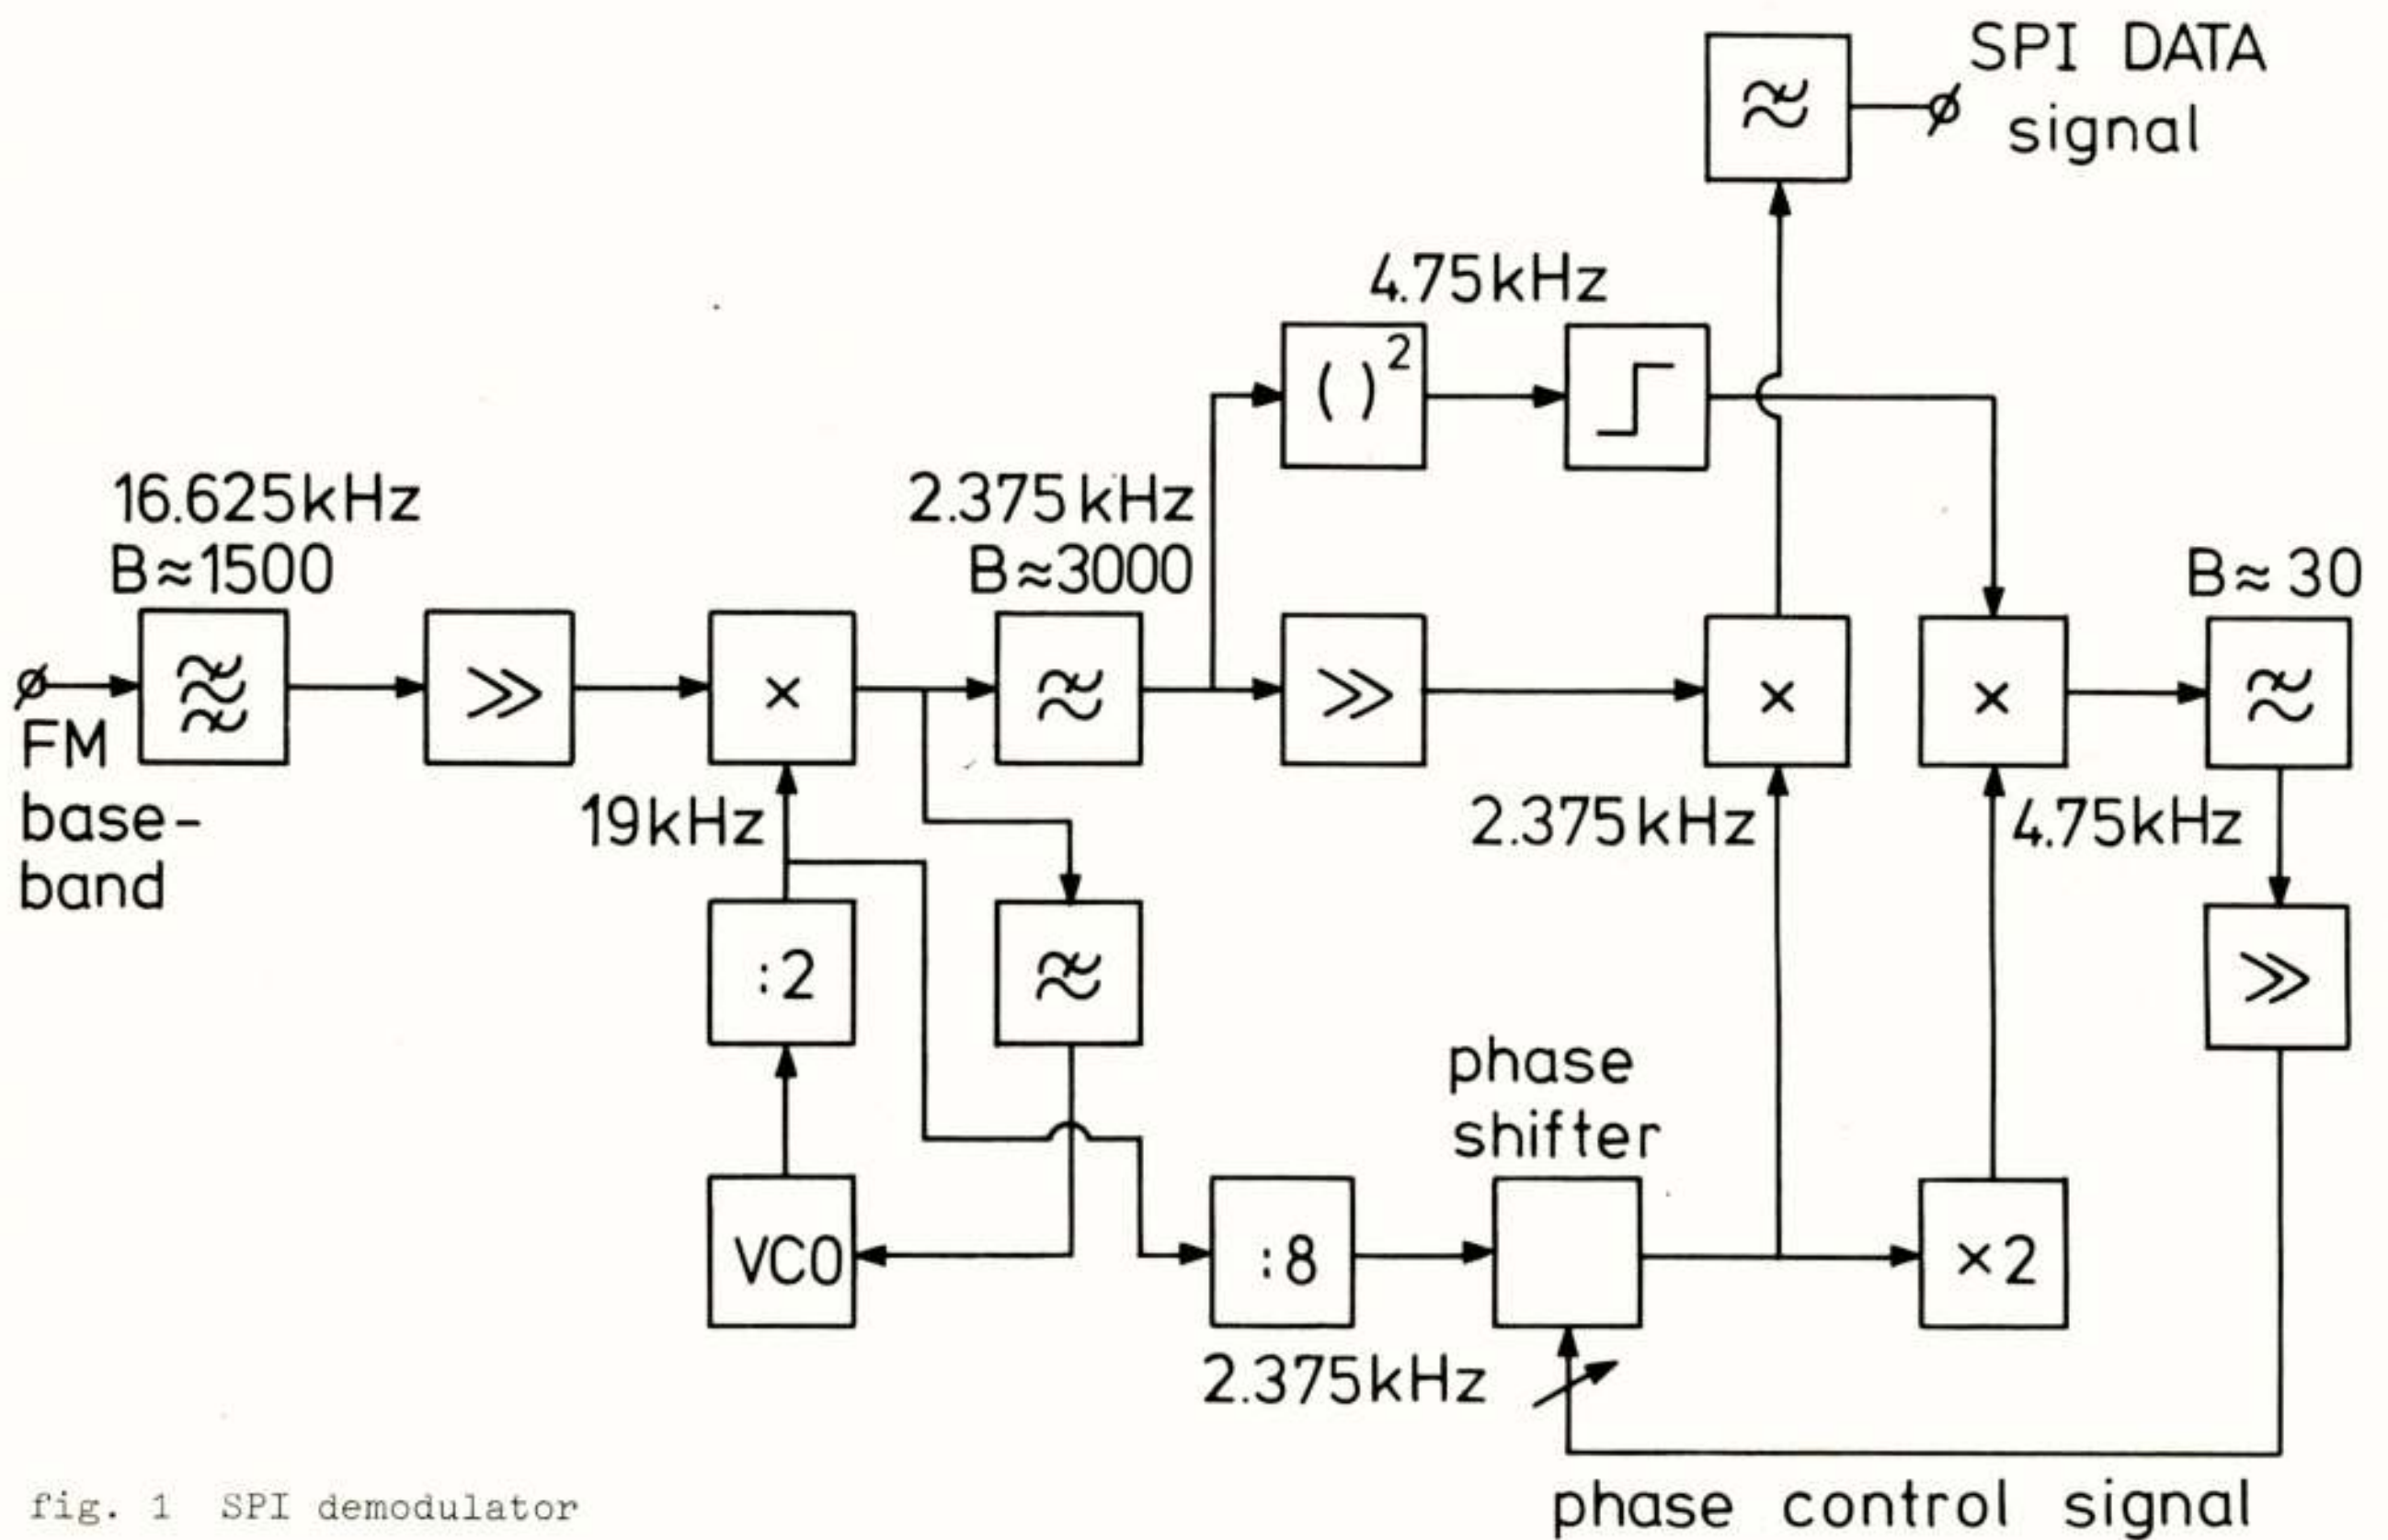 SPI DATA
signal
4.75kHz
( )²
16.625kHz
B≈1500
2.375kHz
B≈3000
B≈30
×
×
×
FM
base-
band
19kHz
2.375kHz
4.75kHz
:2
phase
shifter
VCO
:8
×2
2.375kHz
phase control signal
fig. 1 SPI demodulator